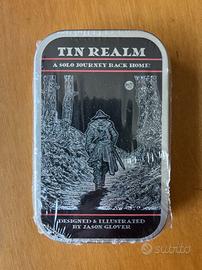 TIN REALM
A SOLO JOURNEY BACK HOME!
DESIGNED & ILLUSTRATED
BY JASON GLOVER
subito